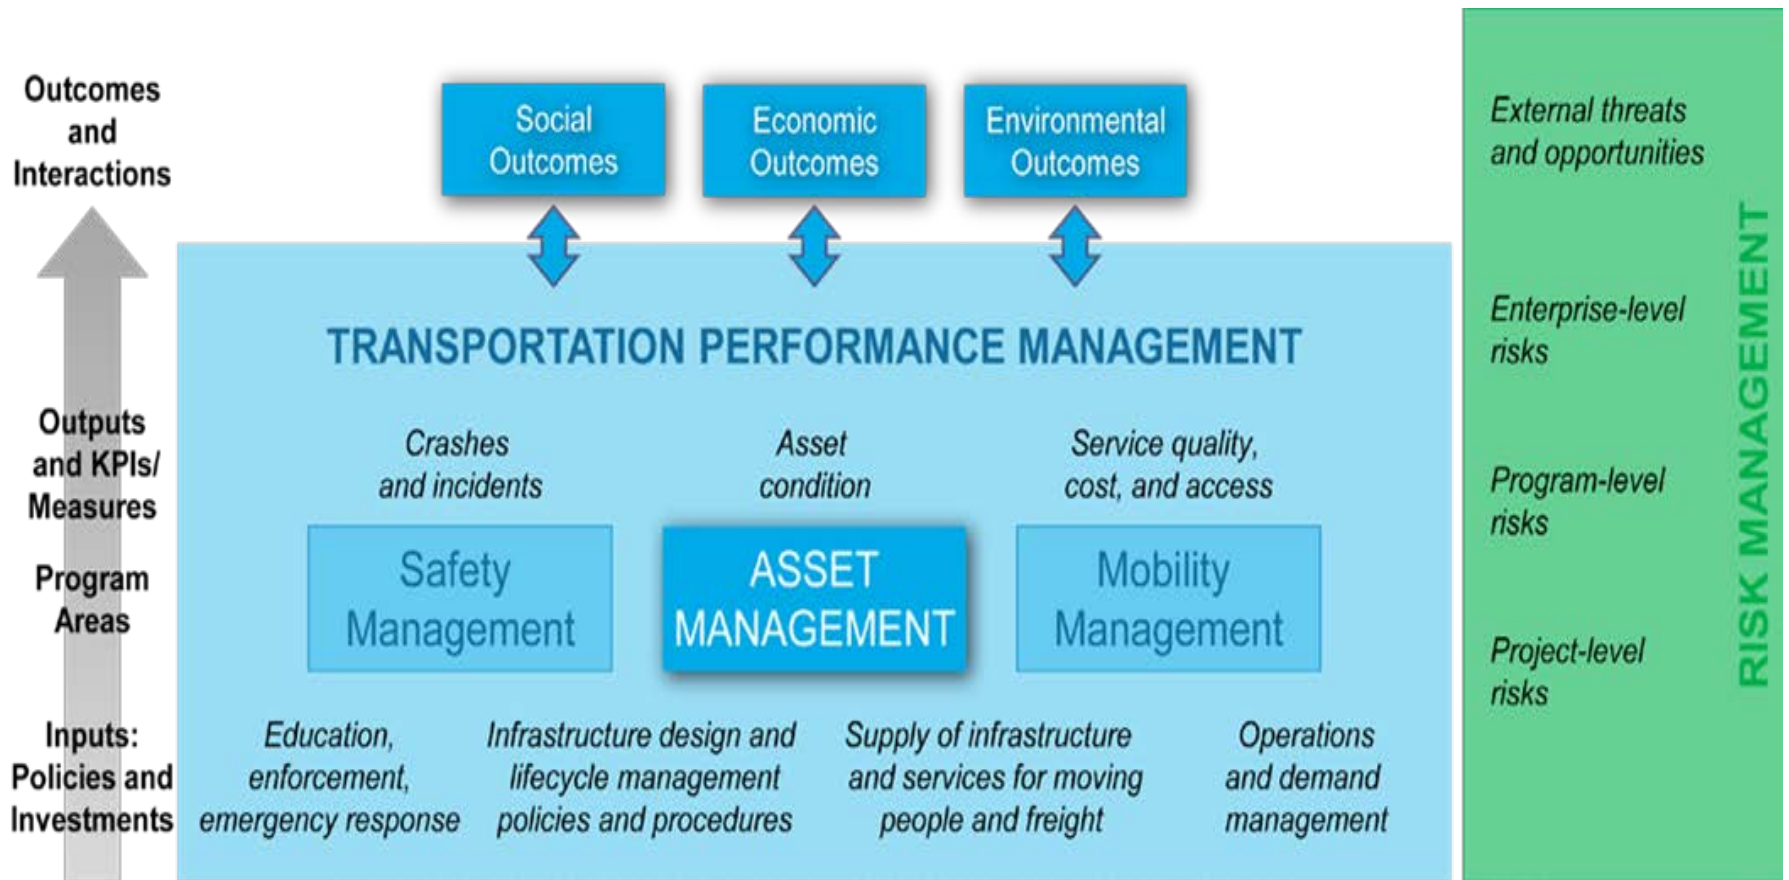 Outcomes
and
Interactions
Social
Outcomes
Economic
Outcomes
Environmental
Outcomes
TRANSPORTATION PERFORMANCE MANAGEMENT
Outputs
and KPIs/
Measures
Crashes
and incidents
Asset
condition
Service quality,
cost, and access
Program
Areas
Safety
Management
ASSET
MANAGEMENT
Mobility
Management
Inputs:
Policies and
Investments
Education,
enforcement,
emergency response
Infrastructure design and
lifecycle management
policies and procedures
Supply of infrastructure
and services for moving
people and freight
Operations
and demand
management
External threats
and opportunities
Enterprise-level
risks
Program-level
risks
Project-level
risks
RISK MANAGEMENT